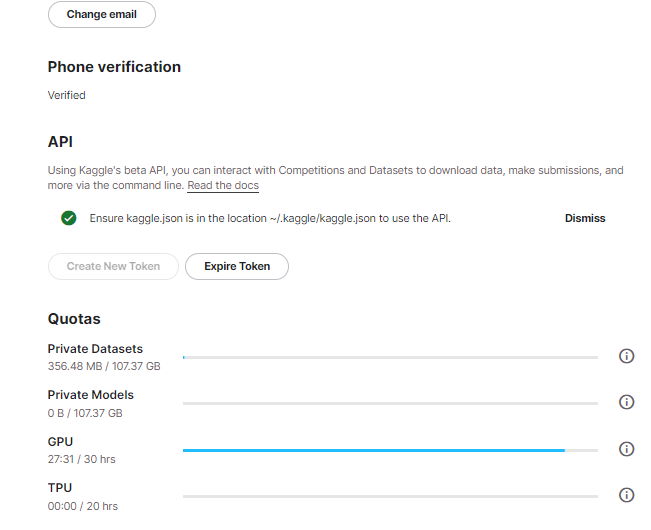 Change email
Phone verification
Verified
API
Using Kaggle's beta API, you can interact with Competitions and Datasets to download data, make submissions, and
more via the command line. Read the docs
Ensure kaggle.json is in the location ~/.kaggle/kaggle.json to use the API.
Dismiss
Create New Token
Expire Token
Quotas
Private Datasets
356.48 MB / 107.37 GB
Private Models
0 B / 107.37 GB
GPU
27:31 / 30 hrs
TPU
00:00 / 20 hrs